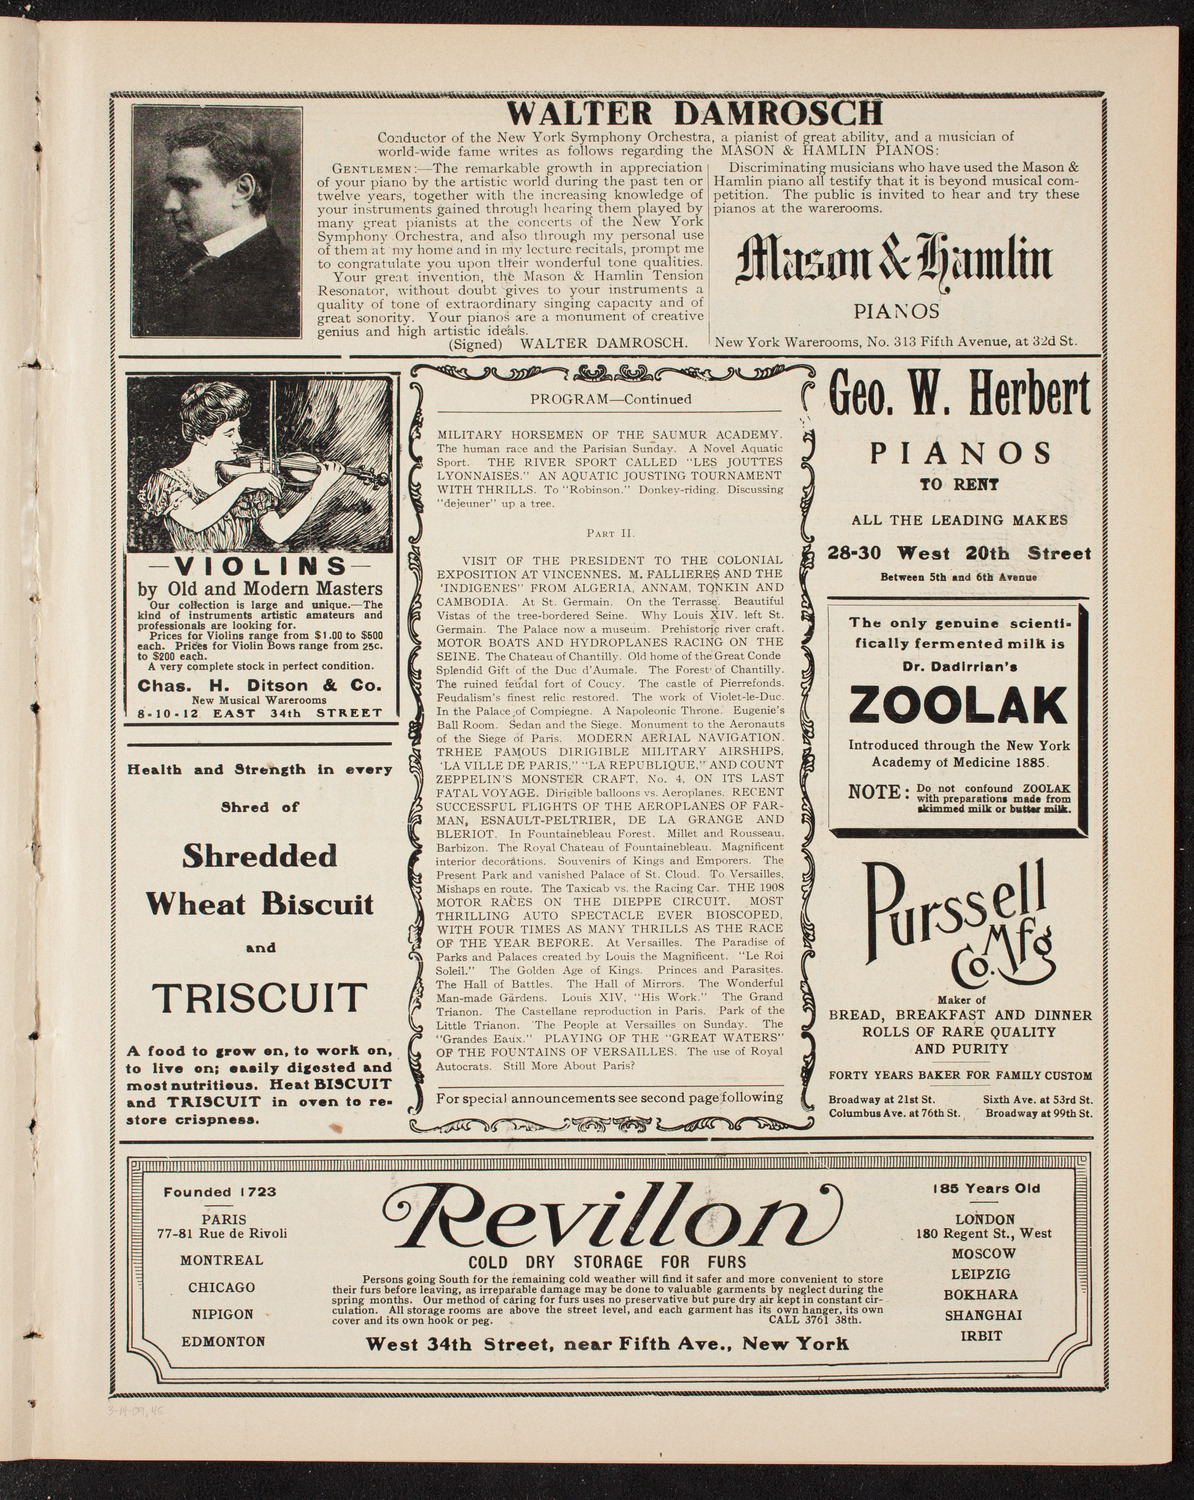 WALTER DAMROSCH
Conductor of the New York Symphony Orchestra, a pianist of great ability, and a musician of
world-wide fame writes as follows regarding the MASON & HAMLIN PIANOS:
GENTLEMEN:—The remarkable growth in appreciation
of your piano by the artistic world during the past ten or
twelve years, together with the increasing knowledge of
your instruments gained through hearing them played by
many great pianists at the concerts of the New York
Symphony Orchestra, and also through my personal use
of them at my home and in my lecture recitals, prompt me
to congratulate you upon their wonderful tone qualities.
Your great invention, the Mason & Hamlin Tension
Resonator, without doubt gives to your instruments a
quality of tone of extraordinary singing capacity and of
great sonority. Your pianos are a monument of creative
genius and high artistic ideals.
(Signed) WALTER DAMROSCH.
Discriminating musicians who have used the Mason &
Hamlin piano all testify that it is beyond musical com-
petition. The public is invited to hear and try these
pianos at the warerooms.
Mason & Hamlin
PIANOS
New York Warerooms, No. 313 Fifth Avenue, at 32d St.
—VIOLINS—
by Old and Modern Masters
Our collection is large and unique.—The
kind of instruments artistic amateurs and
professionals are looking for.
Prices for Violins range from $1.00 to $500
each. Prices for Violin Bows range from 25c.
to $200 each.
A very complete stock in perfect condition.
Chas. H. Ditson & Co.
New Musical Warerooms
8-10-12 EAST 34th STREET
Health and Strength in every
Shred of
Shredded
Wheat Biscuit
and
TRISCUIT
A food to grow on, to work on,
to live on; easily digested and
most nutritious. Heat BISCUIT
and TRISCUIT in oven to re-
store crispness.
PROGRAM—Continued
MILITARY HORSEMEN OF THE SAUMUR ACADEMY.
The human race and the Parisian Sunday. A Novel Aquatic
Sport. THE RIVER SPORT CALLED "LES JOUTTES
LYONNAISES." AN AQUATIC JOUSTING TOURNAMENT
WITH THRILLS. To "Robinson." Donkey-riding. Discussing
"dejeuner" up a tree.
PART II.
VISIT OF THE PRESIDENT TO THE COLONIAL
EXPOSITION AT VINCENNES. M. FALLIERES AND THE
"INDIGENES" FROM ALGERIA, ANNAM, TONKIN AND
CAMBODIA. At St. Germain. On the Terrasse. Beautiful
Vistas of the tree-bordered Seine. Why Louis XIV. left St.
Germain. The Palace now a museum. Prehistoric river craft.
MOTOR BOATS AND HYDROPLANES RACING ON THE
SEINE. The Chateau of Chantilly. Old home of the Great Conde
Splendid Gift of the Duc d'Aumale. The Forest of Chantilly.
The ruined feudal fort of Coucy. The castle of Pierrefonds.
Feudalism's finest relic restored. The work of Violet-le-Duc.
In the Palace of Compiegne. A Napoleonic Throne. Eugenie's
Ball Room. Sedan and the Siege. Monument to the Aeronauts
of the Siege of Paris. MODERN AERIAL NAVIGATION.
TRHEE FAMOUS DIRIGIBLE MILITARY AIRSHIPS,
'LA VILLE DE PARIS," "LA REPUBLIQUE," AND COUNT
ZEPPELIN'S MONSTER CRAFT, No. 4, ON ITS LAST
FATAL VOYAGE. Dirigible balloons vs. Aeroplanes. RECENT
SUCCESSFUL FLIGHTS OF THE AEROPLANES OF FAR-
MAN, ESNAULT-PELTRIER, DE LA GRANGE AND
BLERIOT. In Fountainebleau Forest. Millet and Rousseau.
Barbizon. The Royal Chateau of Fountainebleau. Magnificent
interior decorations. Souvenirs of Kings and Emporers. The
Present Park and vanished Palace of St. Cloud. To Versailles,
Mishaps en route. The Taxicab vs. the Racing Car. THE 1908
MOTOR RACES ON THE DIEPPE CIRCUIT. MOST
THRILLING AUTO SPECTACLE EVER BIOSCOPED,
WITH FOUR TIMES AS MANY THRILLS AS THE RACE
OF THE YEAR BEFORE. At Versailles. The Paradise of
Parks and Palaces created by Louis the Magnificent. "Le Roi
Soleil." The Golden Age of Kings. Princes and Parasites.
The Hall of Battles. The Hall of Mirrors. The Wonderful
Man-made Gardens. Louis XIV, "His Work." The Grand
Trianon. The Castellane reproduction in Paris. Park of the
Little Trianon. The People at Versailles on Sunday. The
"Grandes Eaux." PLAYING OF THE "GREAT WATERS"
OF THE FOUNTAINS OF VERSAILLES. The use of Royal
Autocrats. Still More About Paris?
For special announcements see second page following
Geo. W. Herbert
PIANOS
TO RENT
ALL THE LEADING MAKES
28-30 West 20th Street
Between 5th and 6th Avenue
The only genuine scienti-
fically fermented milk is
Dr. Dadirrian's
ZOOLAK
Introduced through the New York
Academy of Medicine 1885.
NOTE: Do not confound ZOOLAK
with preparations made from
skimmed milk or butter milk.
Purssell
Mfg
Co.
Maker of
BREAD, BREAKFAST AND DINNER
ROLLS OF RARE QUALITY
AND PURITY
FORTY YEARS BAKER FOR FAMILY CUSTOM
Broadway at 21st St. Sixth Ave. at 53rd St.
Columbus Ave. at 76th St. Broadway at 99th St.
Founded 1723
PARIS
77-81 Rue de Rivoli
MONTREAL
CHICAGO
NIPIGON
EDMONTON
Revillon
COLD DRY STORAGE FOR FURS
Persons going South for the remaining cold weather will find it safer and more convenient to store
their furs before leaving, as irreparable damage may be done to valuable garments by neglect during the
spring months. Our method of caring for furs uses no preservative but pure dry air kept in constant cir-
culation. All storage rooms are above the street level, and each garment has its own hanger, its own
cover and its own hook or peg. CALL 3761 38th.
West 34th Street, near Fifth Ave., New York
185 Years Old
LONDON
180 Regent St., West
MOSCOW
LEIPZIG
BOKHARA
SHANGHAI
IRBIT
3-14-09, 4S